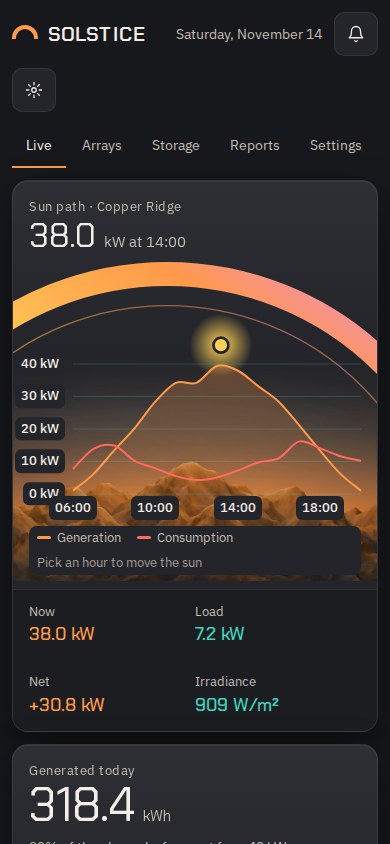 SOLSTICE
Saturday, November 14
Live Arrays Storage Reports Settings
Sun path · Copper Ridge
38.0 kW at 14:00
40 kW
30 kW
20 kW
10 kW
0 kW
06:00 10:00 14:00 18:00
Generation Consumption
Pick an hour to move the sun
Now Load
38.0 kW 7.2 kW
Net Irradiance
+30.8 kW 909 W/m²
Generated today
318.4 kWh